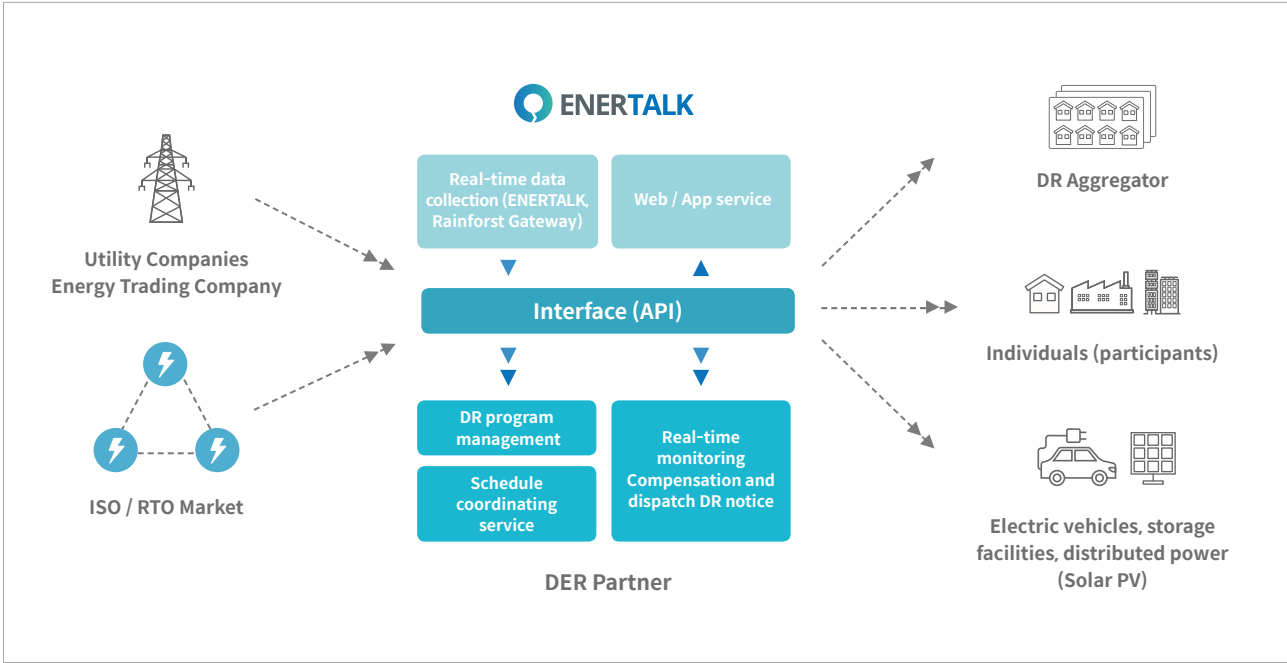 ENERTALK
Utility Companies
Energy Trading Company
ISO / RTO Market
Real-time data
collection (ENERTALK,
Rainforst Gateway)
Web / App service
Interface (API)
DR program
management
Schedule
coordinating
service
Real-time
monitoring
Compensation and
dispatch DR notice
DER Partner
DR Aggregator
Individuals (participants)
Electric vehicles, storage
facilities, distributed power
(Solar PV)